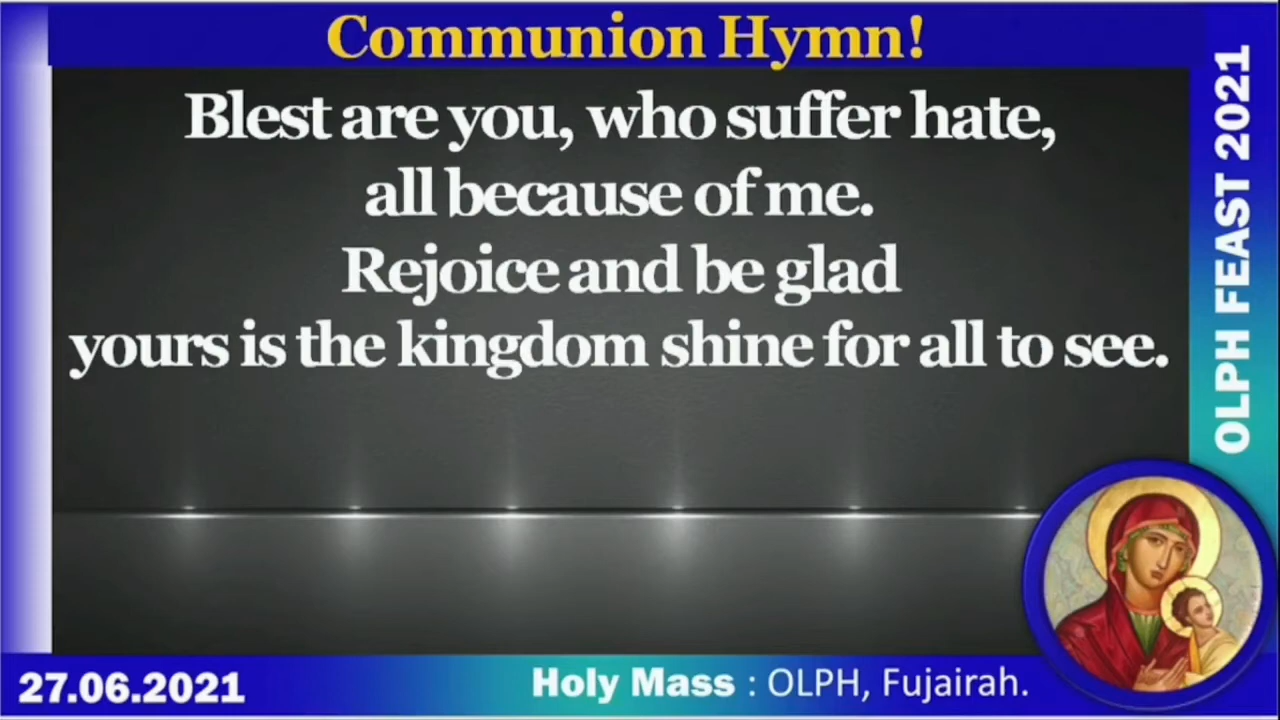 Communion Hymn!
Blest are you, who suffer hate,
all because of me.
Rejoice and be glad
yours is the kingdom shine for all to see.
OLPH FEAST 2021
27.06.2021
Holy Mass : OLPH, Fujairah.